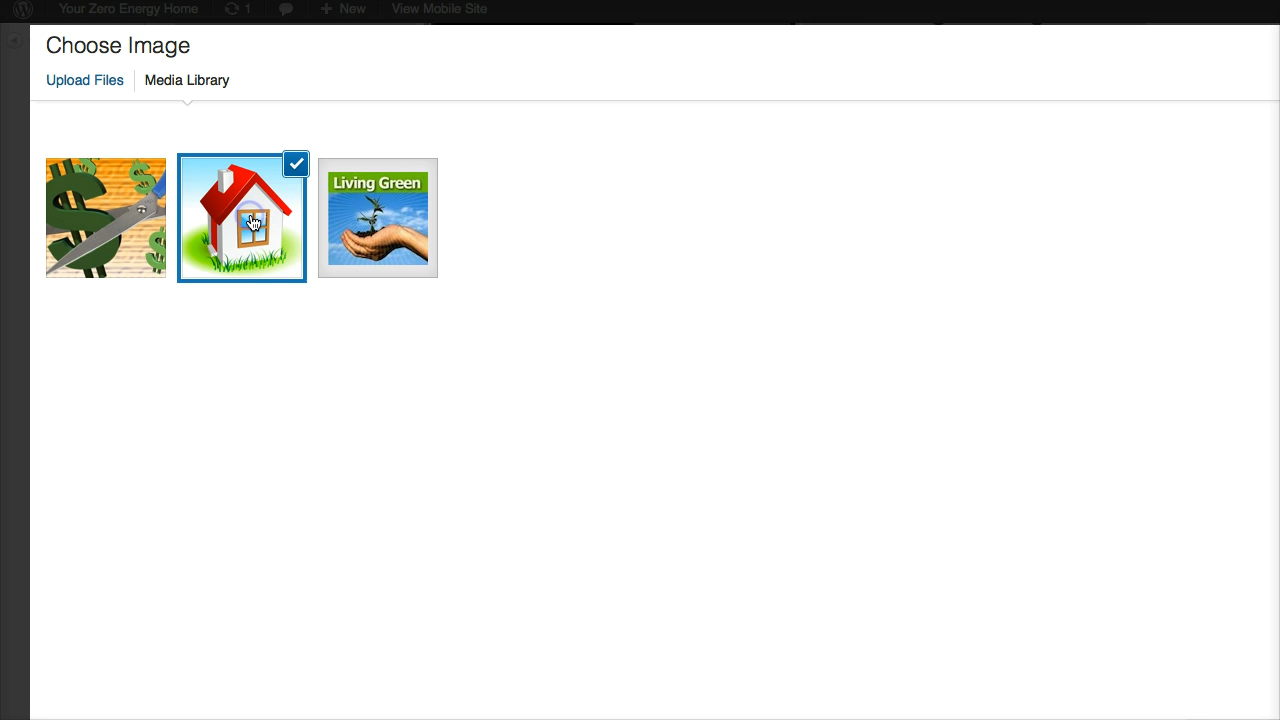 Your Zero Energy Home 1 New View Mobile Site
Choose Image
Upload Files Media Library
Living Green